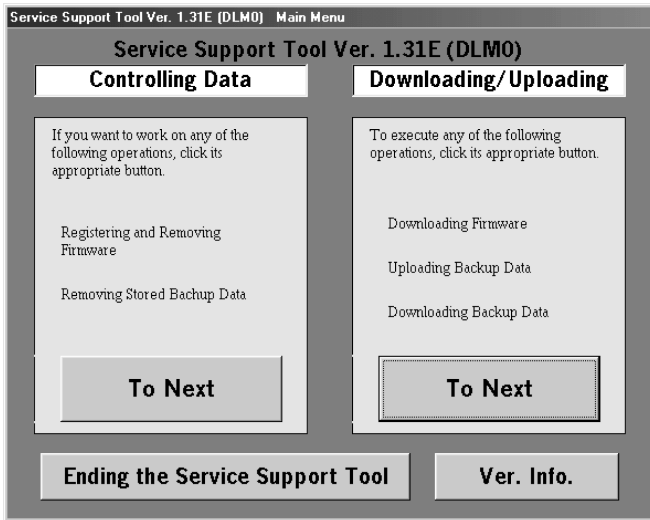 Service Support Tool Ver. 1.31E (DLM0) Main Menu
Service Support Tool Ver. 1.31E (DLM0)
Controlling Data
If you want to work on any of the
following operations, click its
appropriate button.
Registering and Removing
Firmware
Removing Stored Bachup Data
To Next
Downloading/Uploading
To execute any of the following
operations, click its appropriate button.
Downloading Firmware
Uploading Backup Data
Downloading Backup Data
To Next
Ending the Service Support Tool
Ver. Info.